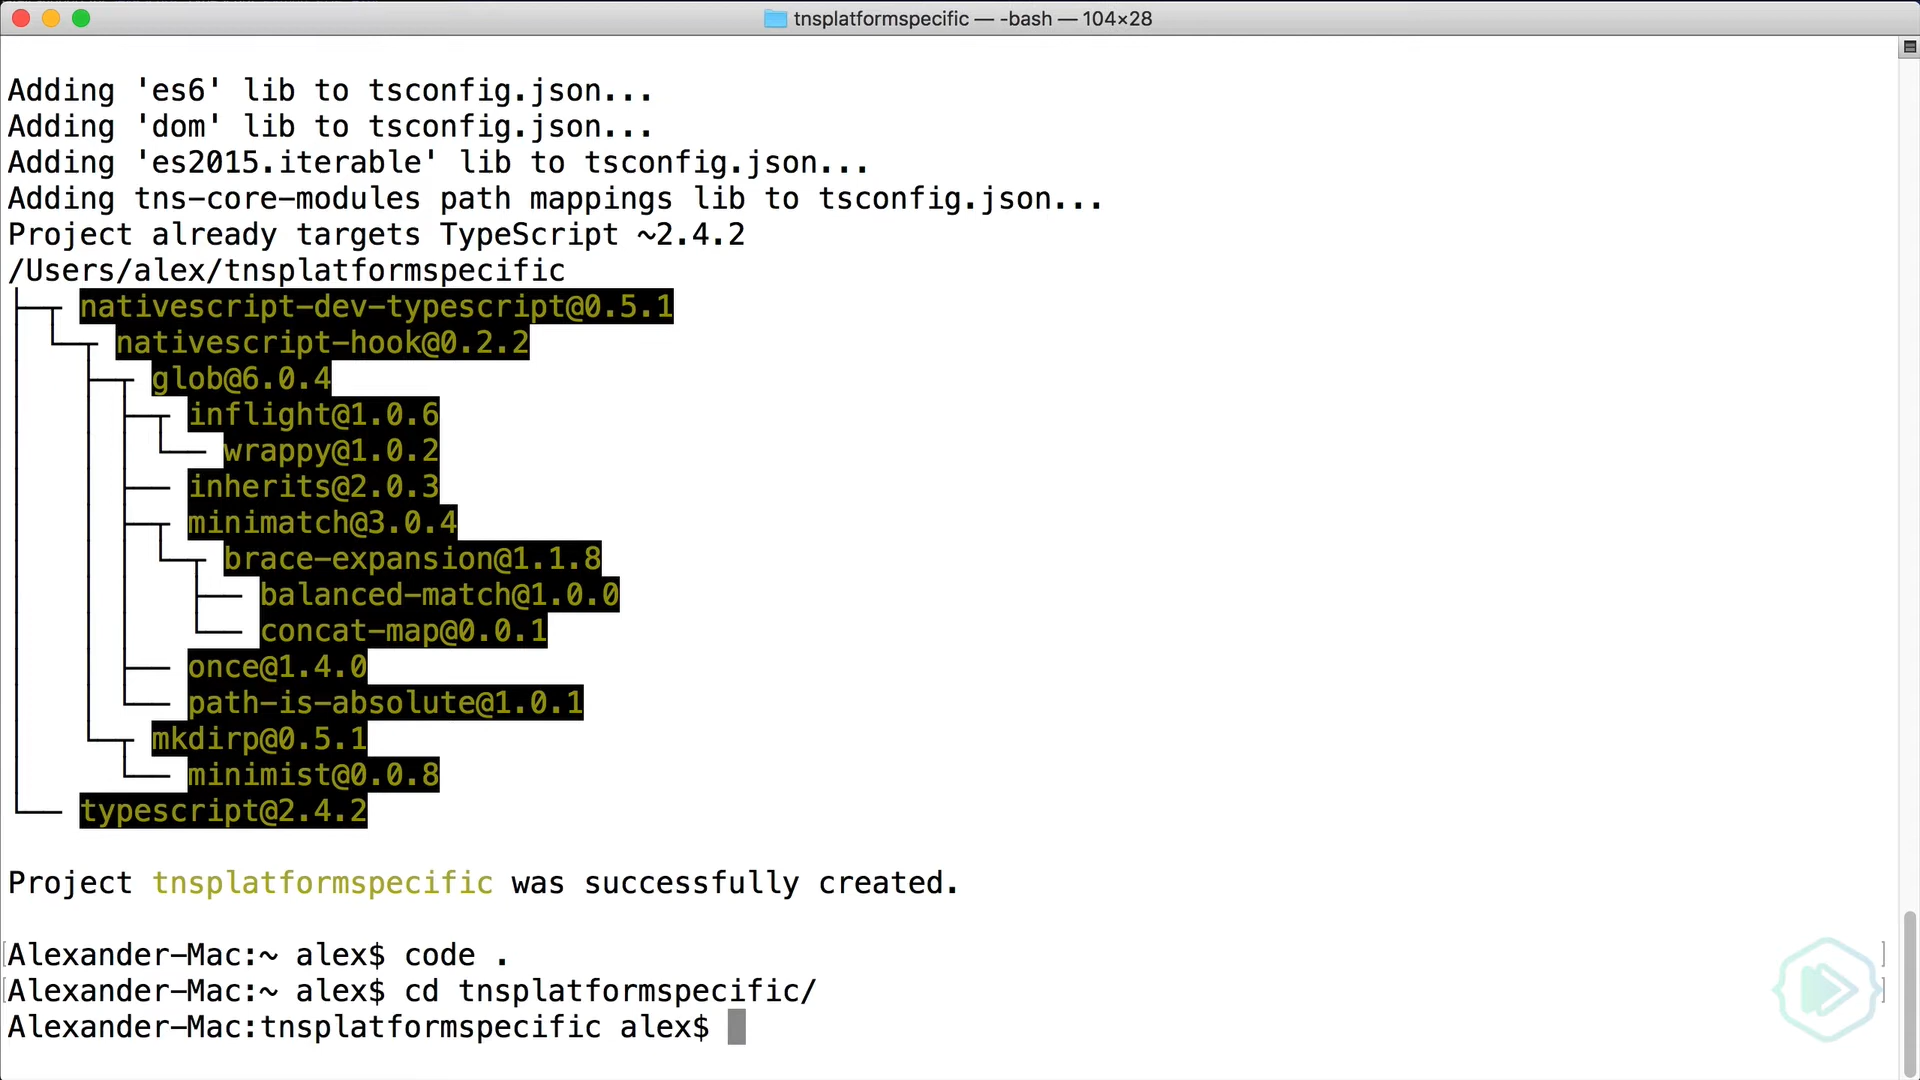 tnsplatformspecific — -bash — 104×28
Adding 'es6' lib to tsconfig.json...
Adding 'dom' lib to tsconfig.json...
Adding 'es2015.iterable' lib to tsconfig.json...
Adding tns-core-modules path mappings lib to tsconfig.json...
Project already targets TypeScript ~2.4.2
/Users/alex/tnsplatformspecific
├─┬ nativescript-dev-typescript@0.5.1
│ └─┬ nativescript-hook@0.2.2
│   ├─┬ glob@6.0.4
│   │ ├─┬ inflight@1.0.6
│   │ │ └── wrappy@1.0.2
│   │ ├── inherits@2.0.3
│   │ ├─┬ minimatch@3.0.4
│   │ │ └─┬ brace-expansion@1.1.8
│   │ │   ├── balanced-match@1.0.0
│   │ │   └── concat-map@0.0.1
│   │ ├── once@1.4.0
│   │ └── path-is-absolute@1.0.1
│   └─┬ mkdirp@0.5.1
│     └── minimist@0.0.8
└── typescript@2.4.2
Project tnsplatformspecific was successfully created.
[Alexander-Mac:~ alex$ code . ]
[Alexander-Mac:~ alex$ cd tnsplatformspecific/ ]
Alexander-Mac:tnsplatformspecific alex$